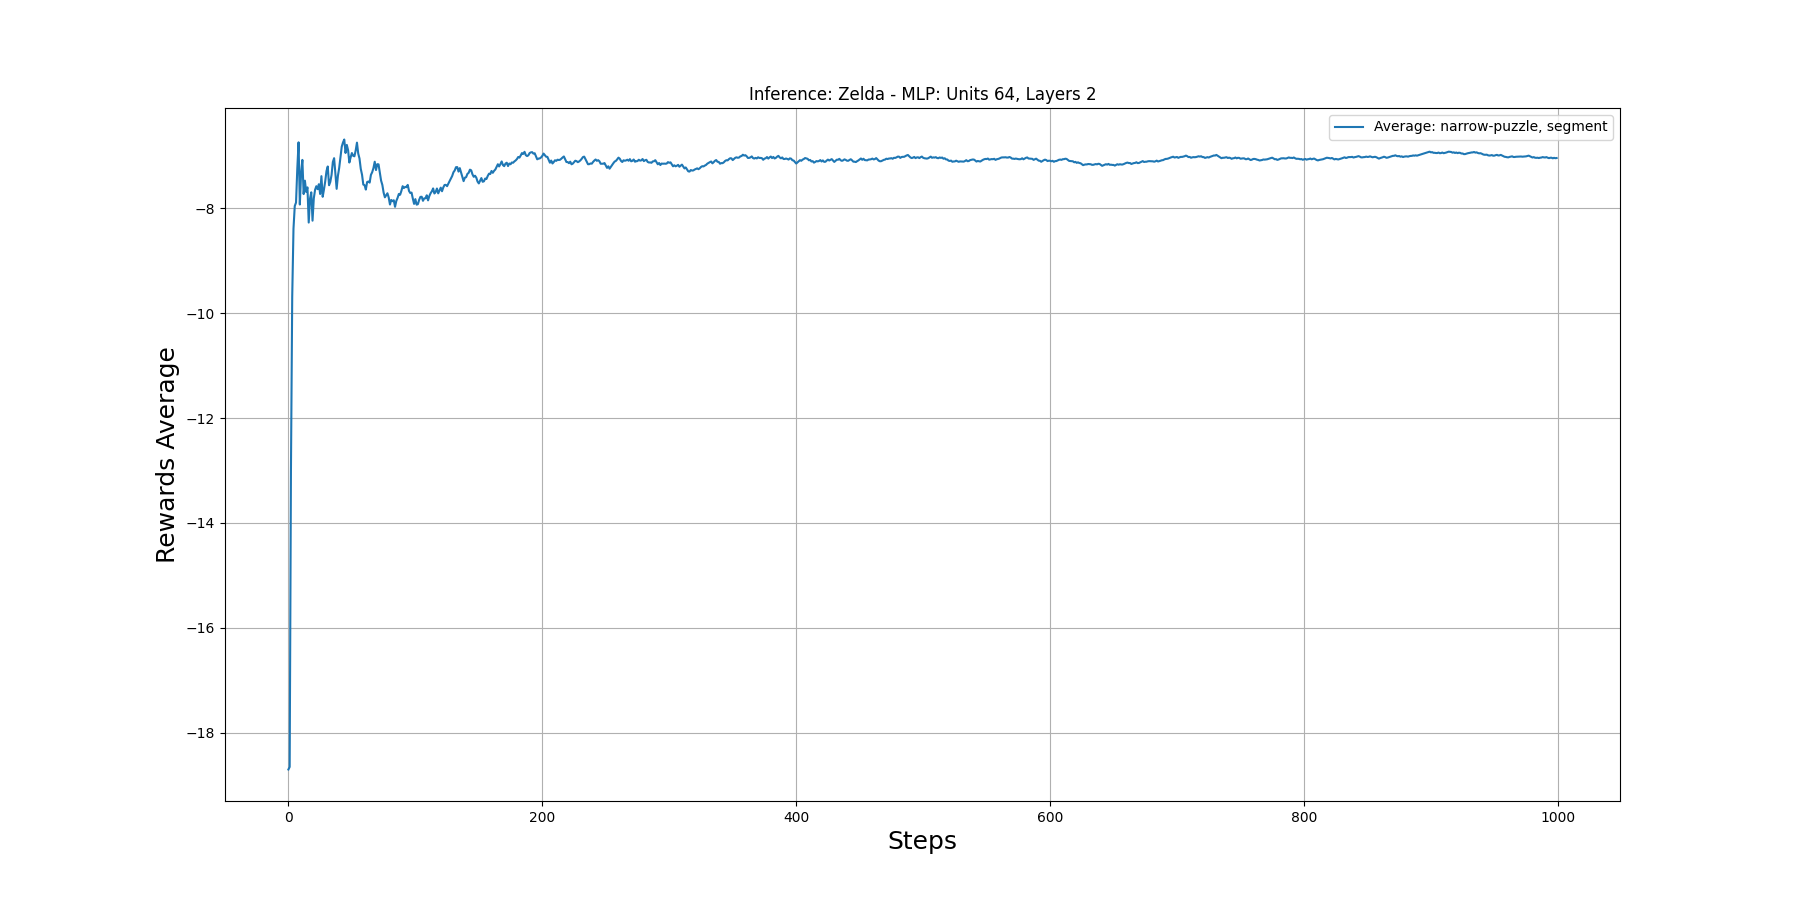 Inference: Zelda - MLP: Units 64, Layers 2
Average: narrow-puzzle, segment
Rewards Average
−8
−10
−12
−14
−16
−18
0 200 400 600 800 1000
Steps